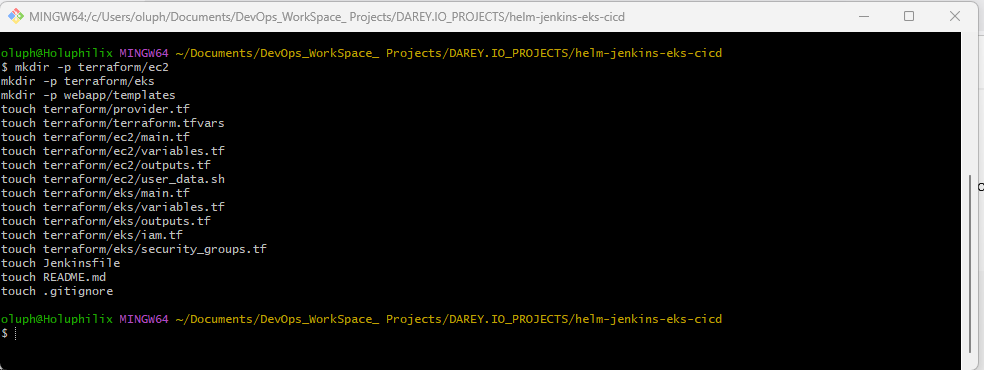 MINGW64:/c/Users/oluph/Documents/DevOps_WorkSpace_ Projects/DAREY.IO_PROJECTS/helm-jenkins-eks-cicd
oluph@Holuphilix MINGW64 ~/Documents/DevOps_WorkSpace_ Projects/DAREY.IO_PROJECTS/helm-jenkins-eks-cicd
$ mkdir -p terraform/ec2
mkdir -p terraform/eks
mkdir -p webapp/templates
touch terraform/provider.tf
touch terraform/terraform.tfvars
touch terraform/ec2/main.tf
touch terraform/ec2/variables.tf
touch terraform/ec2/outputs.tf
touch terraform/ec2/user_data.sh
touch terraform/eks/main.tf
touch terraform/eks/variables.tf
touch terraform/eks/outputs.tf
touch terraform/eks/iam.tf
touch terraform/eks/security_groups.tf
touch Jenkinsfile
touch README.md
touch .gitignore
oluph@Holuphilix MINGW64 ~/Documents/DevOps_WorkSpace_ Projects/DAREY.IO_PROJECTS/helm-jenkins-eks-cicd
$